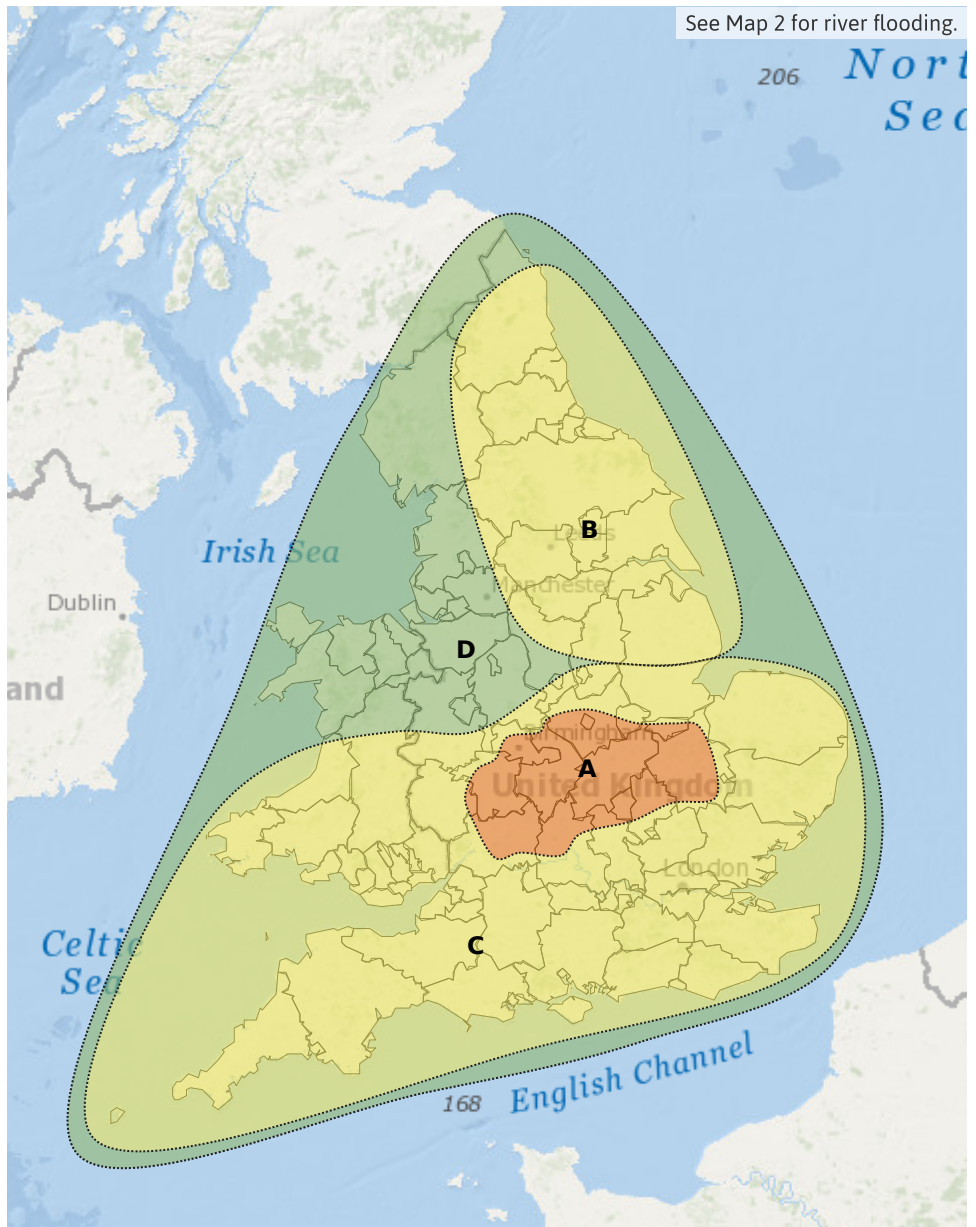 See Map 2 for river flooding.
206
Nort
Sea
Irish Sea
B
Leeds
Manchester
Dublin
D
and
Birmingham
A
United Kingdom
London
Celtic
Sea
C
English Channel
168